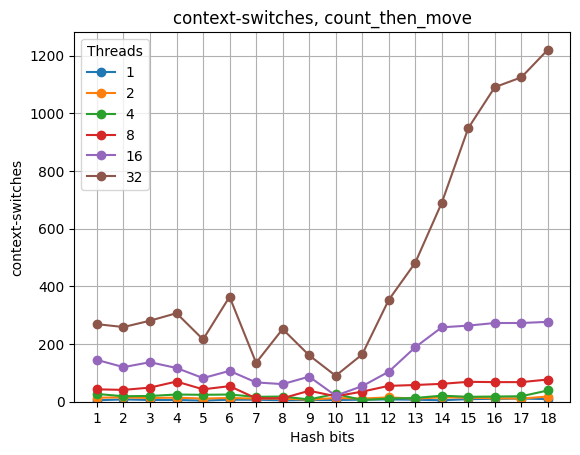 context-switches, count_then_move
Threads
1
2
4
8
16
32
context-switches
1200
1000
800
600
400
200
0
1 2 3 4 5 6 7 8 9 10 11 12 13 14 15 16 17 18
Hash bits